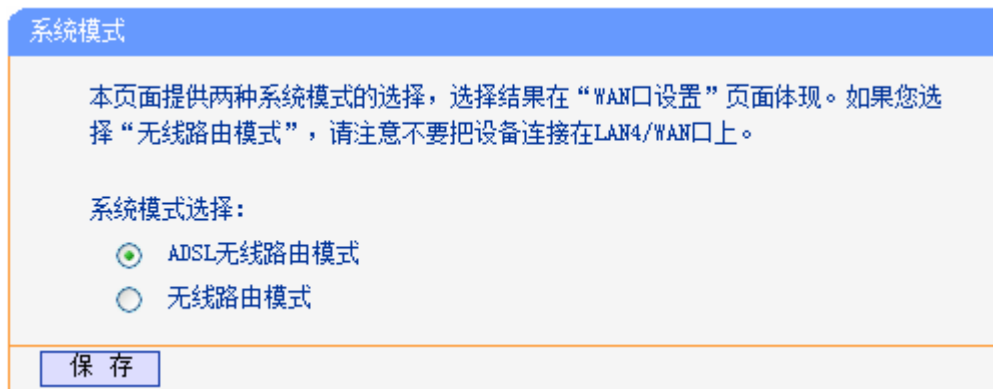 系统模式
本页面提供两种系统模式的选择，选择结果在“WAN口设置”页面体现。如果您选
择“无线路由模式”，请注意不要把设备连接在LAN4/WAN口上。
系统模式选择：
ADSL无线路由模式
无线路由模式
保 存